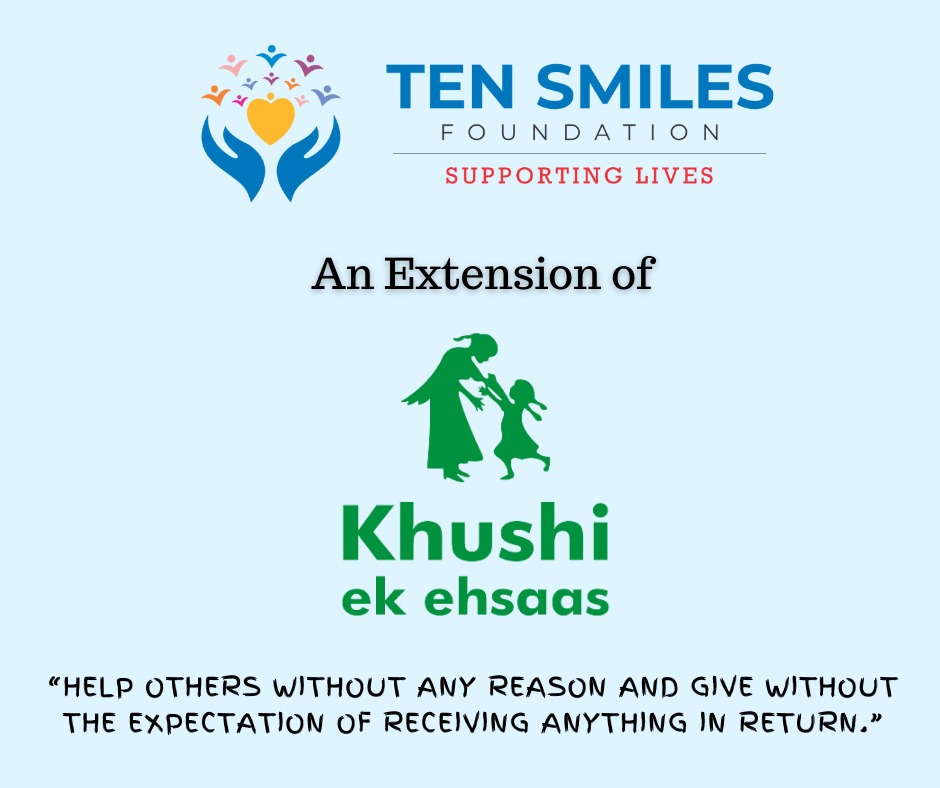 TEN SMILES
FOUNDATION
SUPPORTING LIVES
An Extension of
Khushi
ek ehsaas
“HELP OTHERS WITHOUT ANY REASON AND GIVE WITHOUT
THE EXPECTATION OF RECEIVING ANYTHING IN RETURN.”